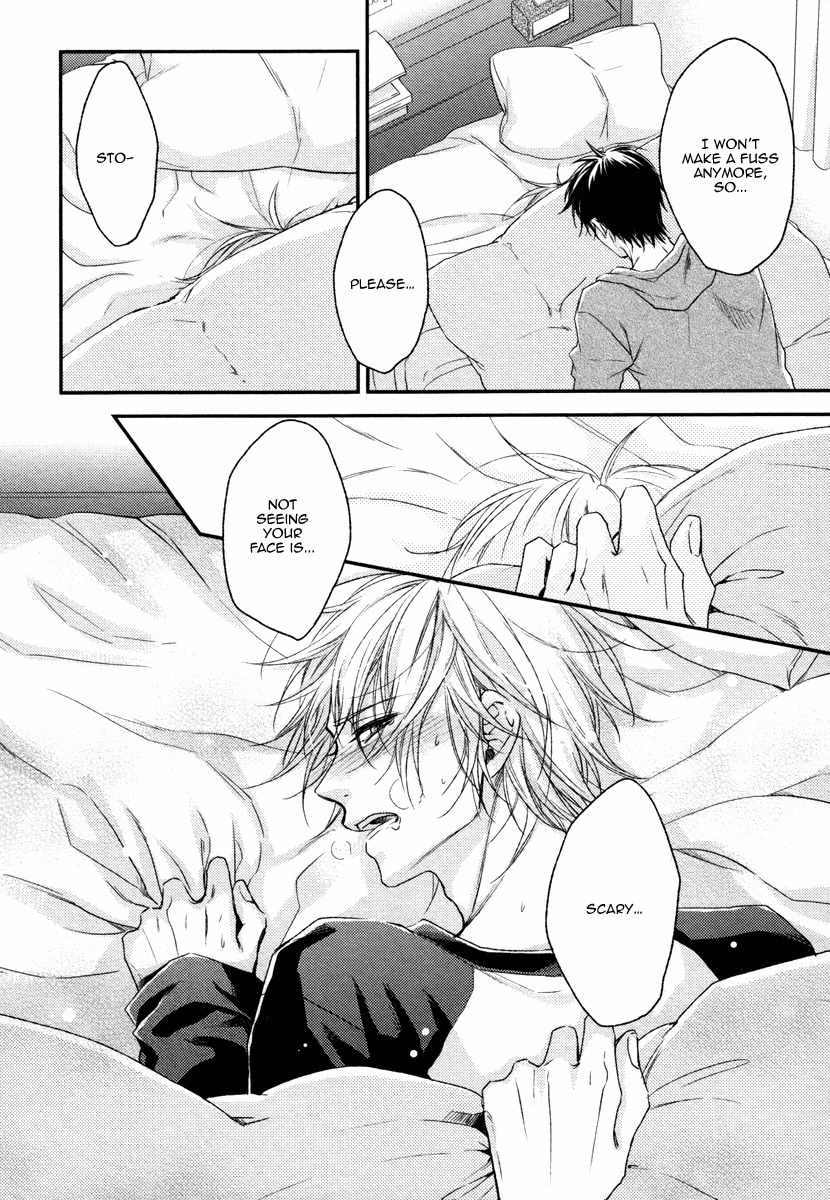 I WON'T
MAKE A FUSS
ANYMORE,
SO...
PLEASE...
STO-
NOT
SEEING
YOUR
FACE IS...
SCARY...